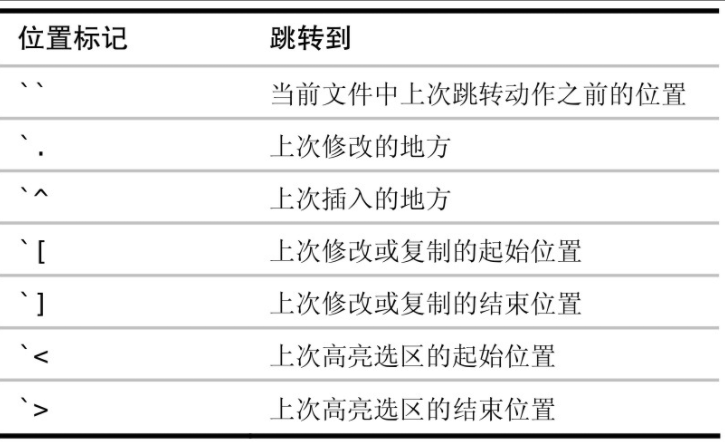 位置标记 跳转到
`` 当前文件中上次跳转动作之前的位置
`. 上次修改的地方
`^ 上次插入的地方
`[ 上次修改或复制的起始位置
`] 上次修改或复制的结束位置
`< 上次高亮选区的起始位置
`> 上次高亮选区的结束位置